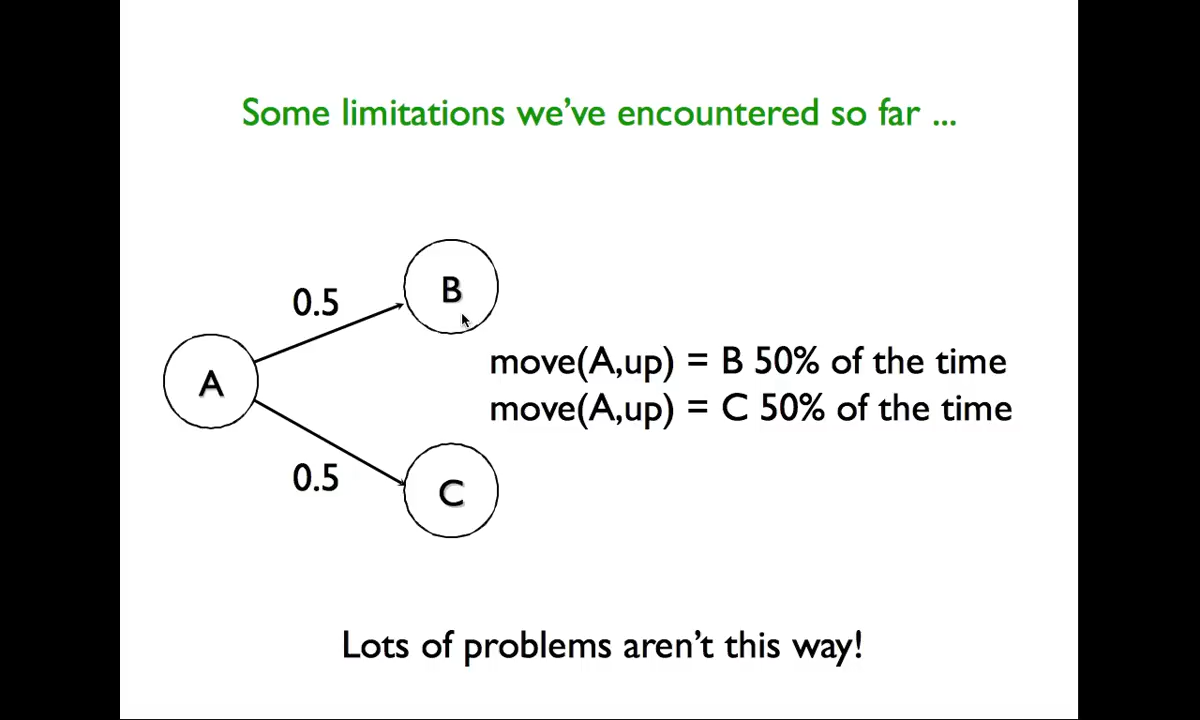 Some limitations we've encountered so far ...
B
0.5
A
move(A,up) = B 50% of the time
move(A,up) = C 50% of the time
0.5
C
Lots of problems aren't this way!